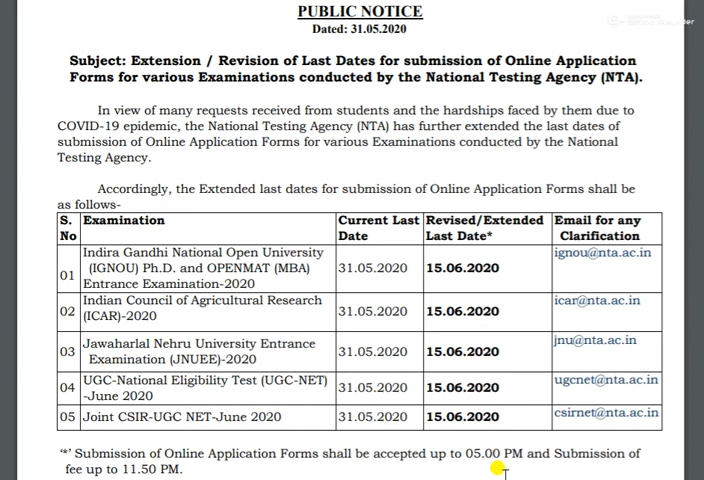 PUBLIC NOTICE
Dated: 31.05.2020
Subject: Extension / Revision of Last Dates for submission of Online Application
Forms for various Examinations conducted by the National Testing Agency (NTA).
In view of many requests received from students and the hardships faced by them due to
COVID-19 epidemic, the National Testing Agency (NTA) has further extended the last dates of
submission of Online Application Forms for various Examinations conducted by the National
Testing Agency.
Accordingly, the Extended last dates for submission of Online Application Forms shall be
as follows-
S. No Examination Current Last Date Revised/Extended Last Date* Email for any Clarification
01 Indira Gandhi National Open University (IGNOU) Ph.D. and OPENMAT (MBA) Entrance Examination-2020 31.05.2020 15.06.2020 ignou@nta.ac.in
02 Indian Council of Agricultural Research (ICAR)-2020 31.05.2020 15.06.2020 icar@nta.ac.in
03 Jawaharlal Nehru University Entrance Examination (JNUEE)-2020 31.05.2020 15.06.2020 jnu@nta.ac.in
04 UGC-National Eligibility Test (UGC-NET) -June 2020 31.05.2020 15.06.2020 ugcnet@nta.ac.in
05 Joint CSIR-UGC NET-June 2020 31.05.2020 15.06.2020 csirnet@nta.ac.in
'*' Submission of Online Application Forms shall be accepted up to 05.00 PM and Submission of
fee up to 11.50 PM.